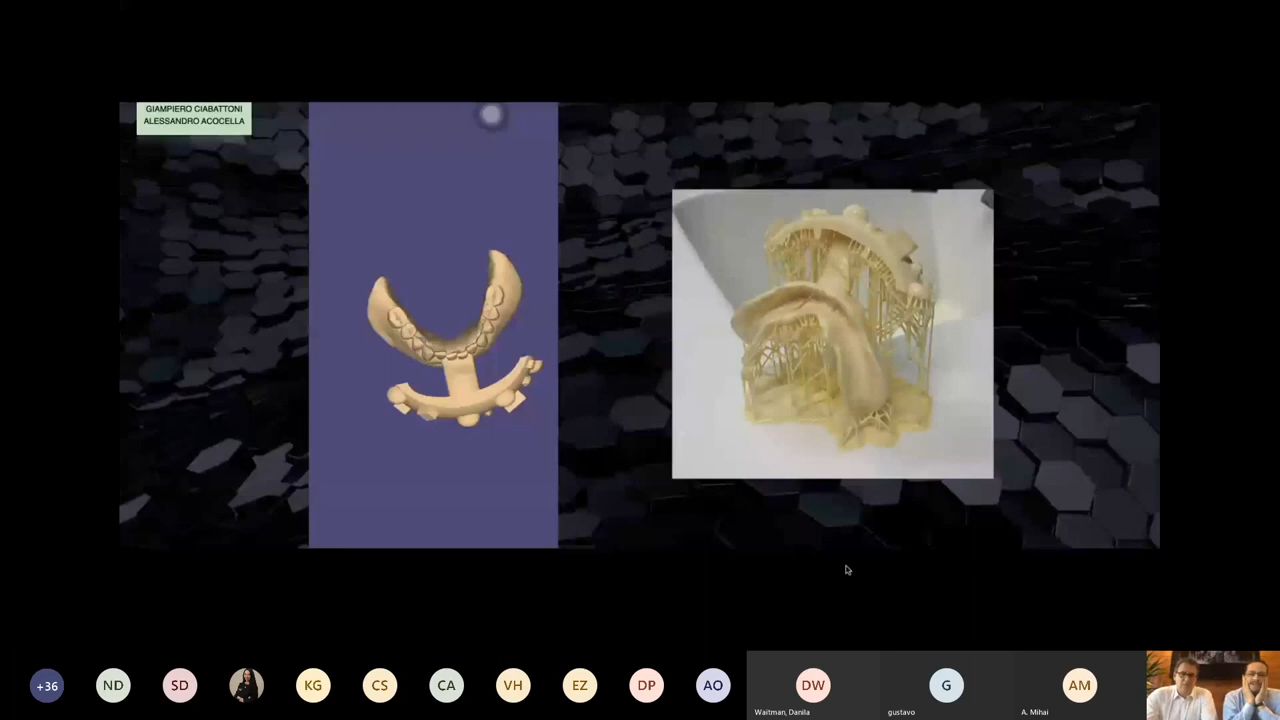 GIAMPIERO CIABATTONI
ALESSANDRO ACOCELLA
+36
ND
SD
KG
CS
CA
VH
EZ
DP
AO
DW
G
AM
Waitman, Danila
gustavo
A. Mihai